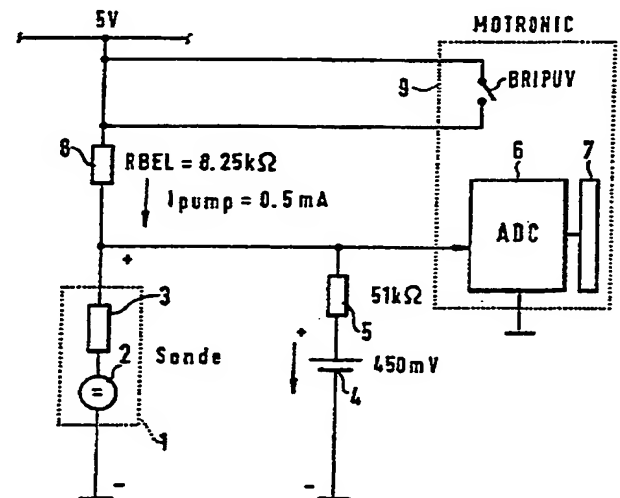 5V
MOTRONIC
9
BRIPUV
8
RBEL = 8.25kΩ
6
7
Ipump = 0.5mA
ADC
+
3
51kΩ
5
Sonde
+
2
450mV
=
4
1
-
-